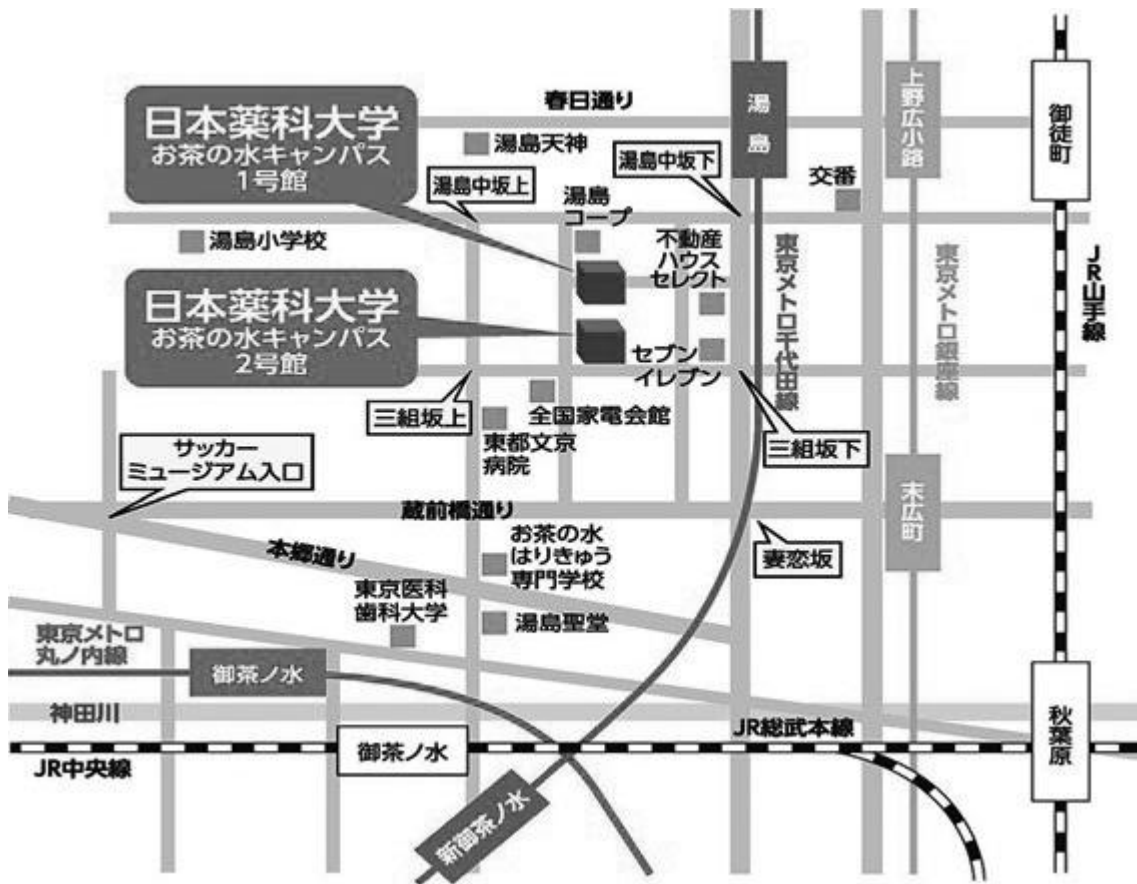 日本薬科大学
お茶の水キャンパス
1号館
春日通り
湯島
上野広小路
御徒町
湯島天神
湯島中坂上
湯島中坂下
交番
湯島
コープ
湯島小学校
不動産
ハウス
セレクト
東京メトロ千代田線
東京メトロ銀座線
JR山手線
日本薬科大学
お茶の水キャンパス
2号館
セブン
イレブン
三組坂上
全国家電会館
三組坂下
サッカー
ミュージアム入口
東都文京
病院
末広町
蔵前橋通り
本郷通り
お茶の水
はりきゅう
専門学校
妻恋坂
東京医科
歯科大学
湯島聖堂
東京メトロ
丸ノ内線
御茶ノ水
神田川
秋葉原
JR総武本線
御茶ノ水
JR中央線
新御茶ノ水